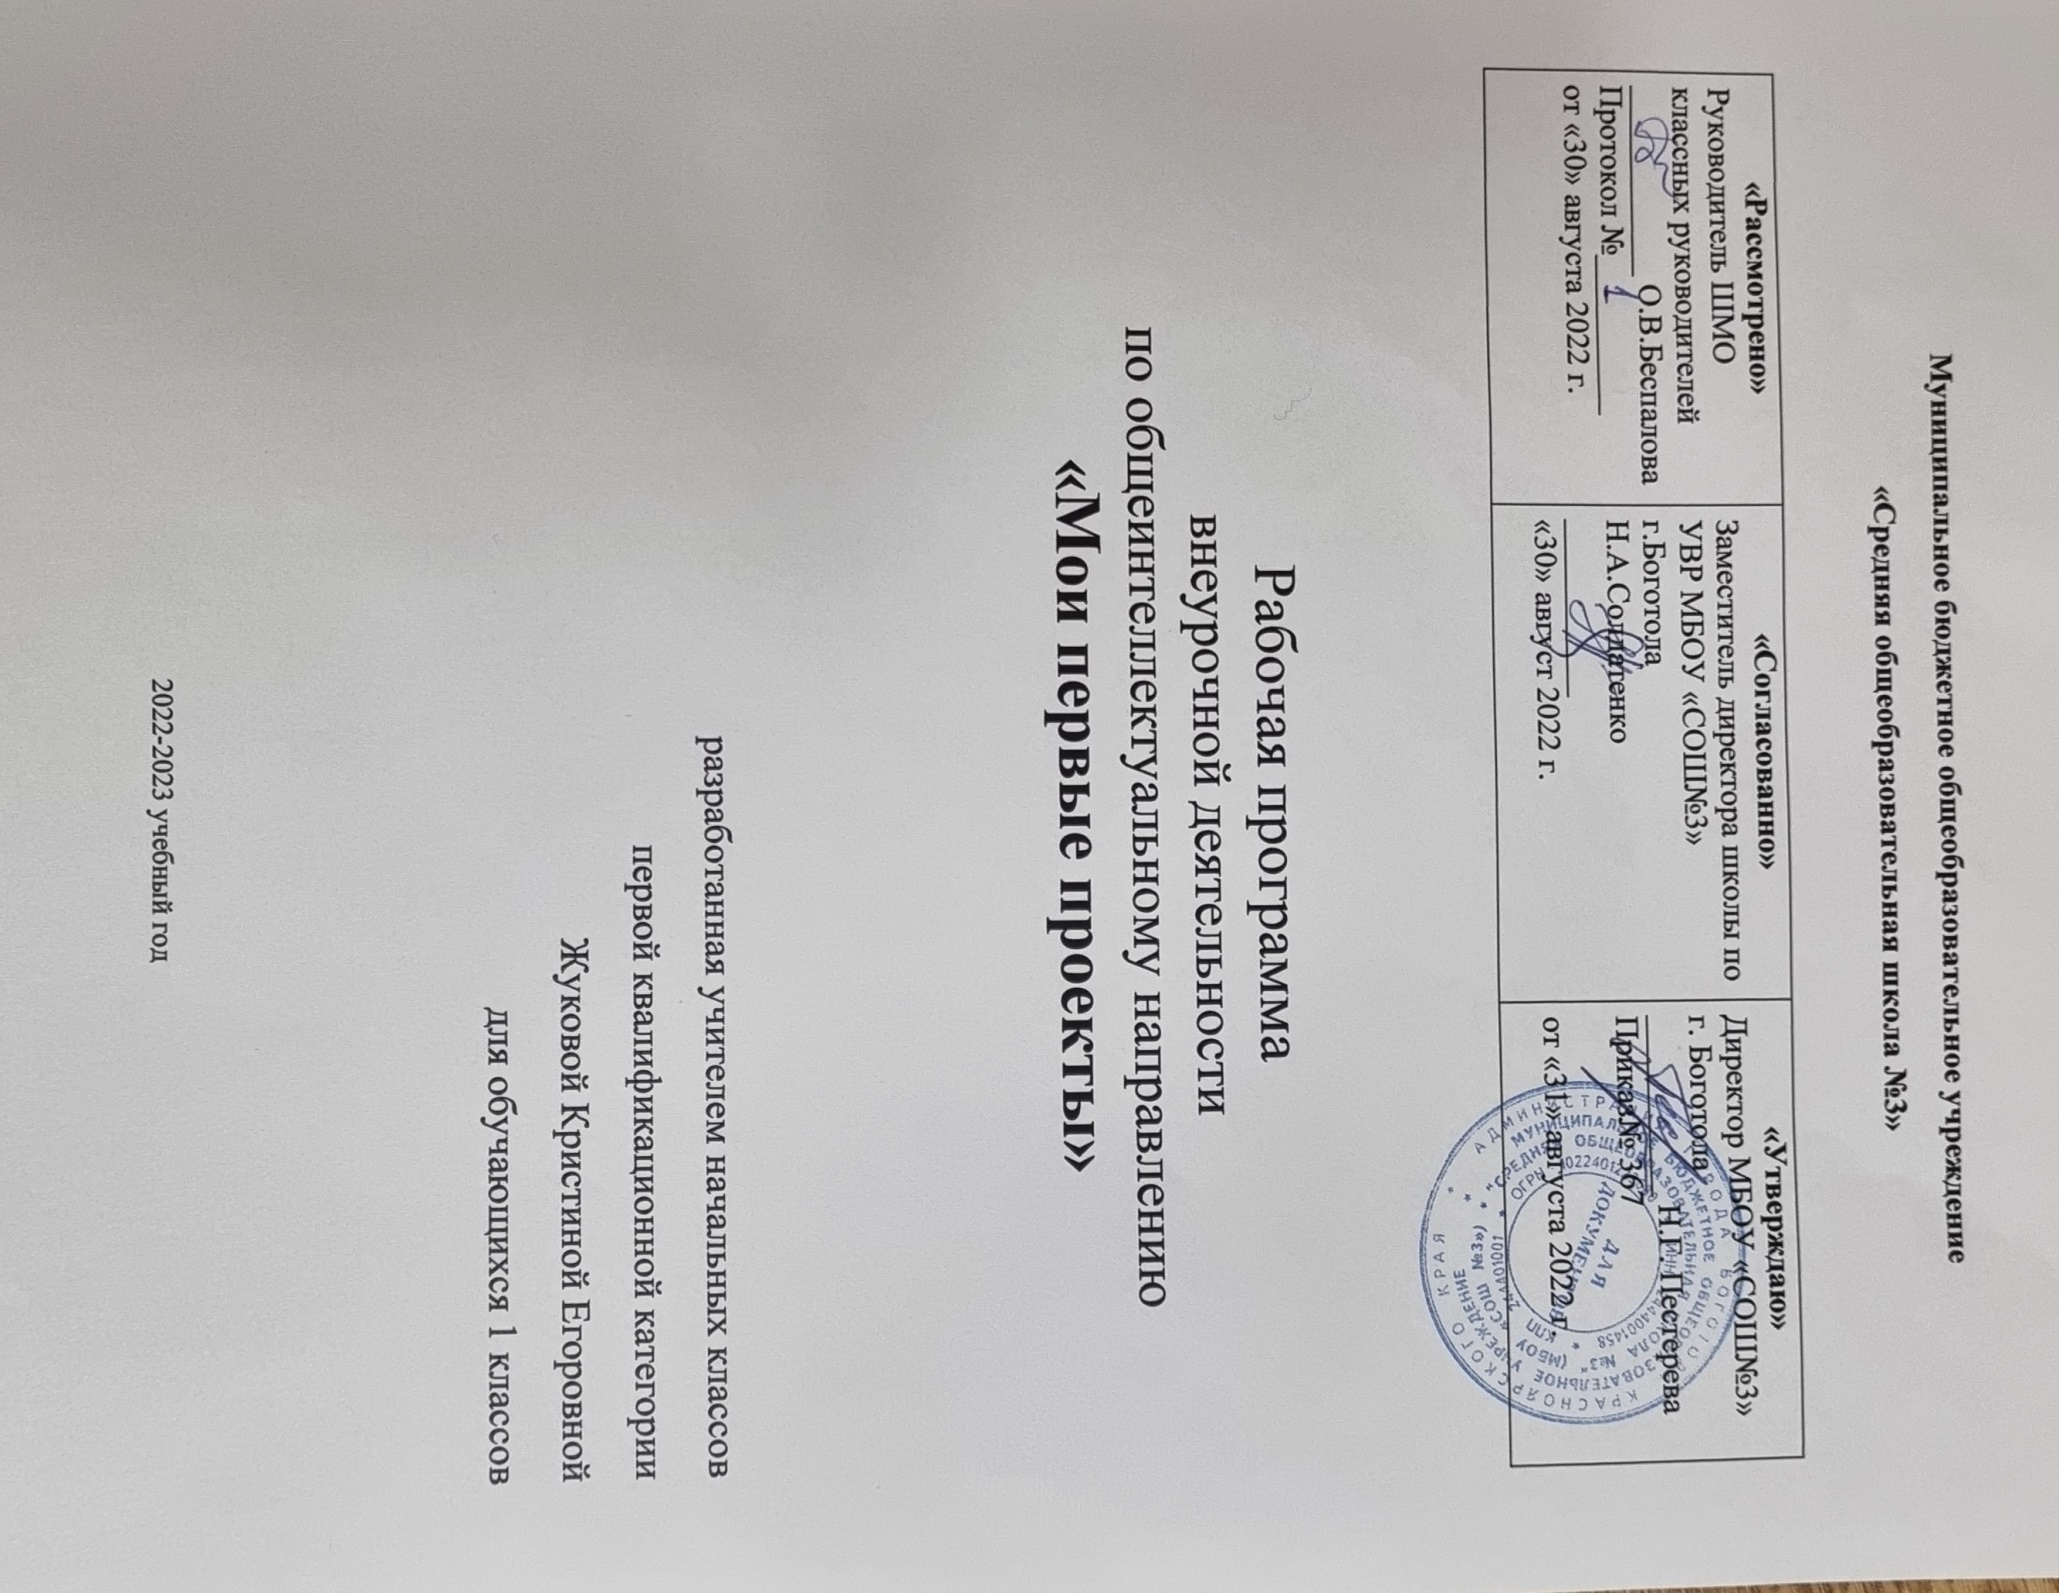 Муниципальное бюджетное общеобразовательное учреждение
«Средняя общеобразовательная школа №3»
«Рассмотрено»
Руководитель ШМО
классных руководителей
О.В.Беспалова
Протокол № 1
от «30» августа 2022 г.
«Согласованно»
Заместитель директора школы по
УВР МБОУ «СОШ№3»
г.Боготола
Н.А.Солдатенко
«30» август 2022 г.
«Утверждаю»
Директор МБОУ «СОШ№3»
г. Боготола
Н.Г. Пестерева
Приказ№ 367
от «31» августа 2022 г.
ДЛЯ
ДОКУМЕНТОВ
Рабочая программа
внеурочной деятельности
по общеинтеллектуальному направлению
«Мои первые проекты»
разработанная учителем начальных классов
первой квалификационной категории
Жуковой Кристиной Егоровной
для обучающихся 1 классов
2022-2023 учебный год